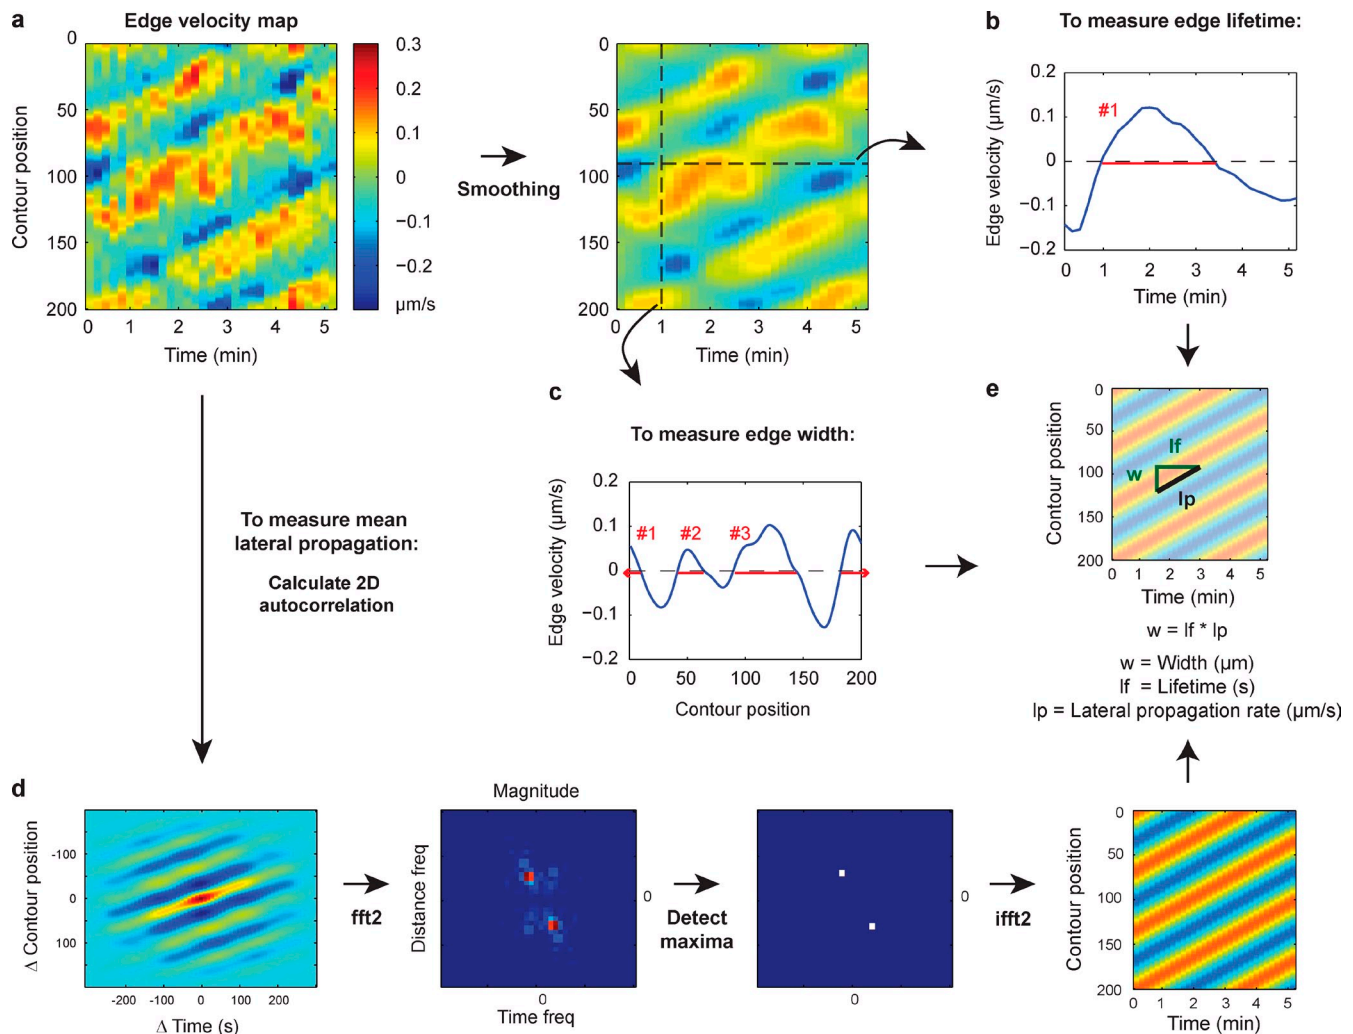 a
Edge velocity map
0
50
100
150
200
Contour position
0 1 2 3 4 5
Time (min)
0.3
0.2
0.1
0
−0.1
−0.2
μm/s
Smoothing
0
50
100
150
200
0 1 2 3 4 5
Time (min)
b
To measure edge lifetime:
0.2
0.1
0
−0.1
−0.2
Edge velocity (μm/s)
#1
0 1 2 3 4 5
Time (min)
c
To measure edge width:
0.2
0.1
0
−0.1
−0.2
Edge velocity (μm/s)
#1 #2 #3
0 50 100 150 200
Contour position
To measure mean
lateral propagation:
Calculate 2D
autocorrelation
e
0
50
100
150
200
Contour position
lf
w
lp
0 1 2 3 4 5
Time (min)
w = lf * lp
w = Width (μm)
lf = Lifetime (s)
lp = Lateral propagation rate (μm/s)
d
-100
0
100
Δ Contour position
-200 -100 0 100 200
Δ Time (s)
fft2
Magnitude
Distance freq
0
0
Time freq
Detect
maxima
0
0
ifft2
0
50
100
150
200
Contour position
0 1 2 3 4 5
Time (min)